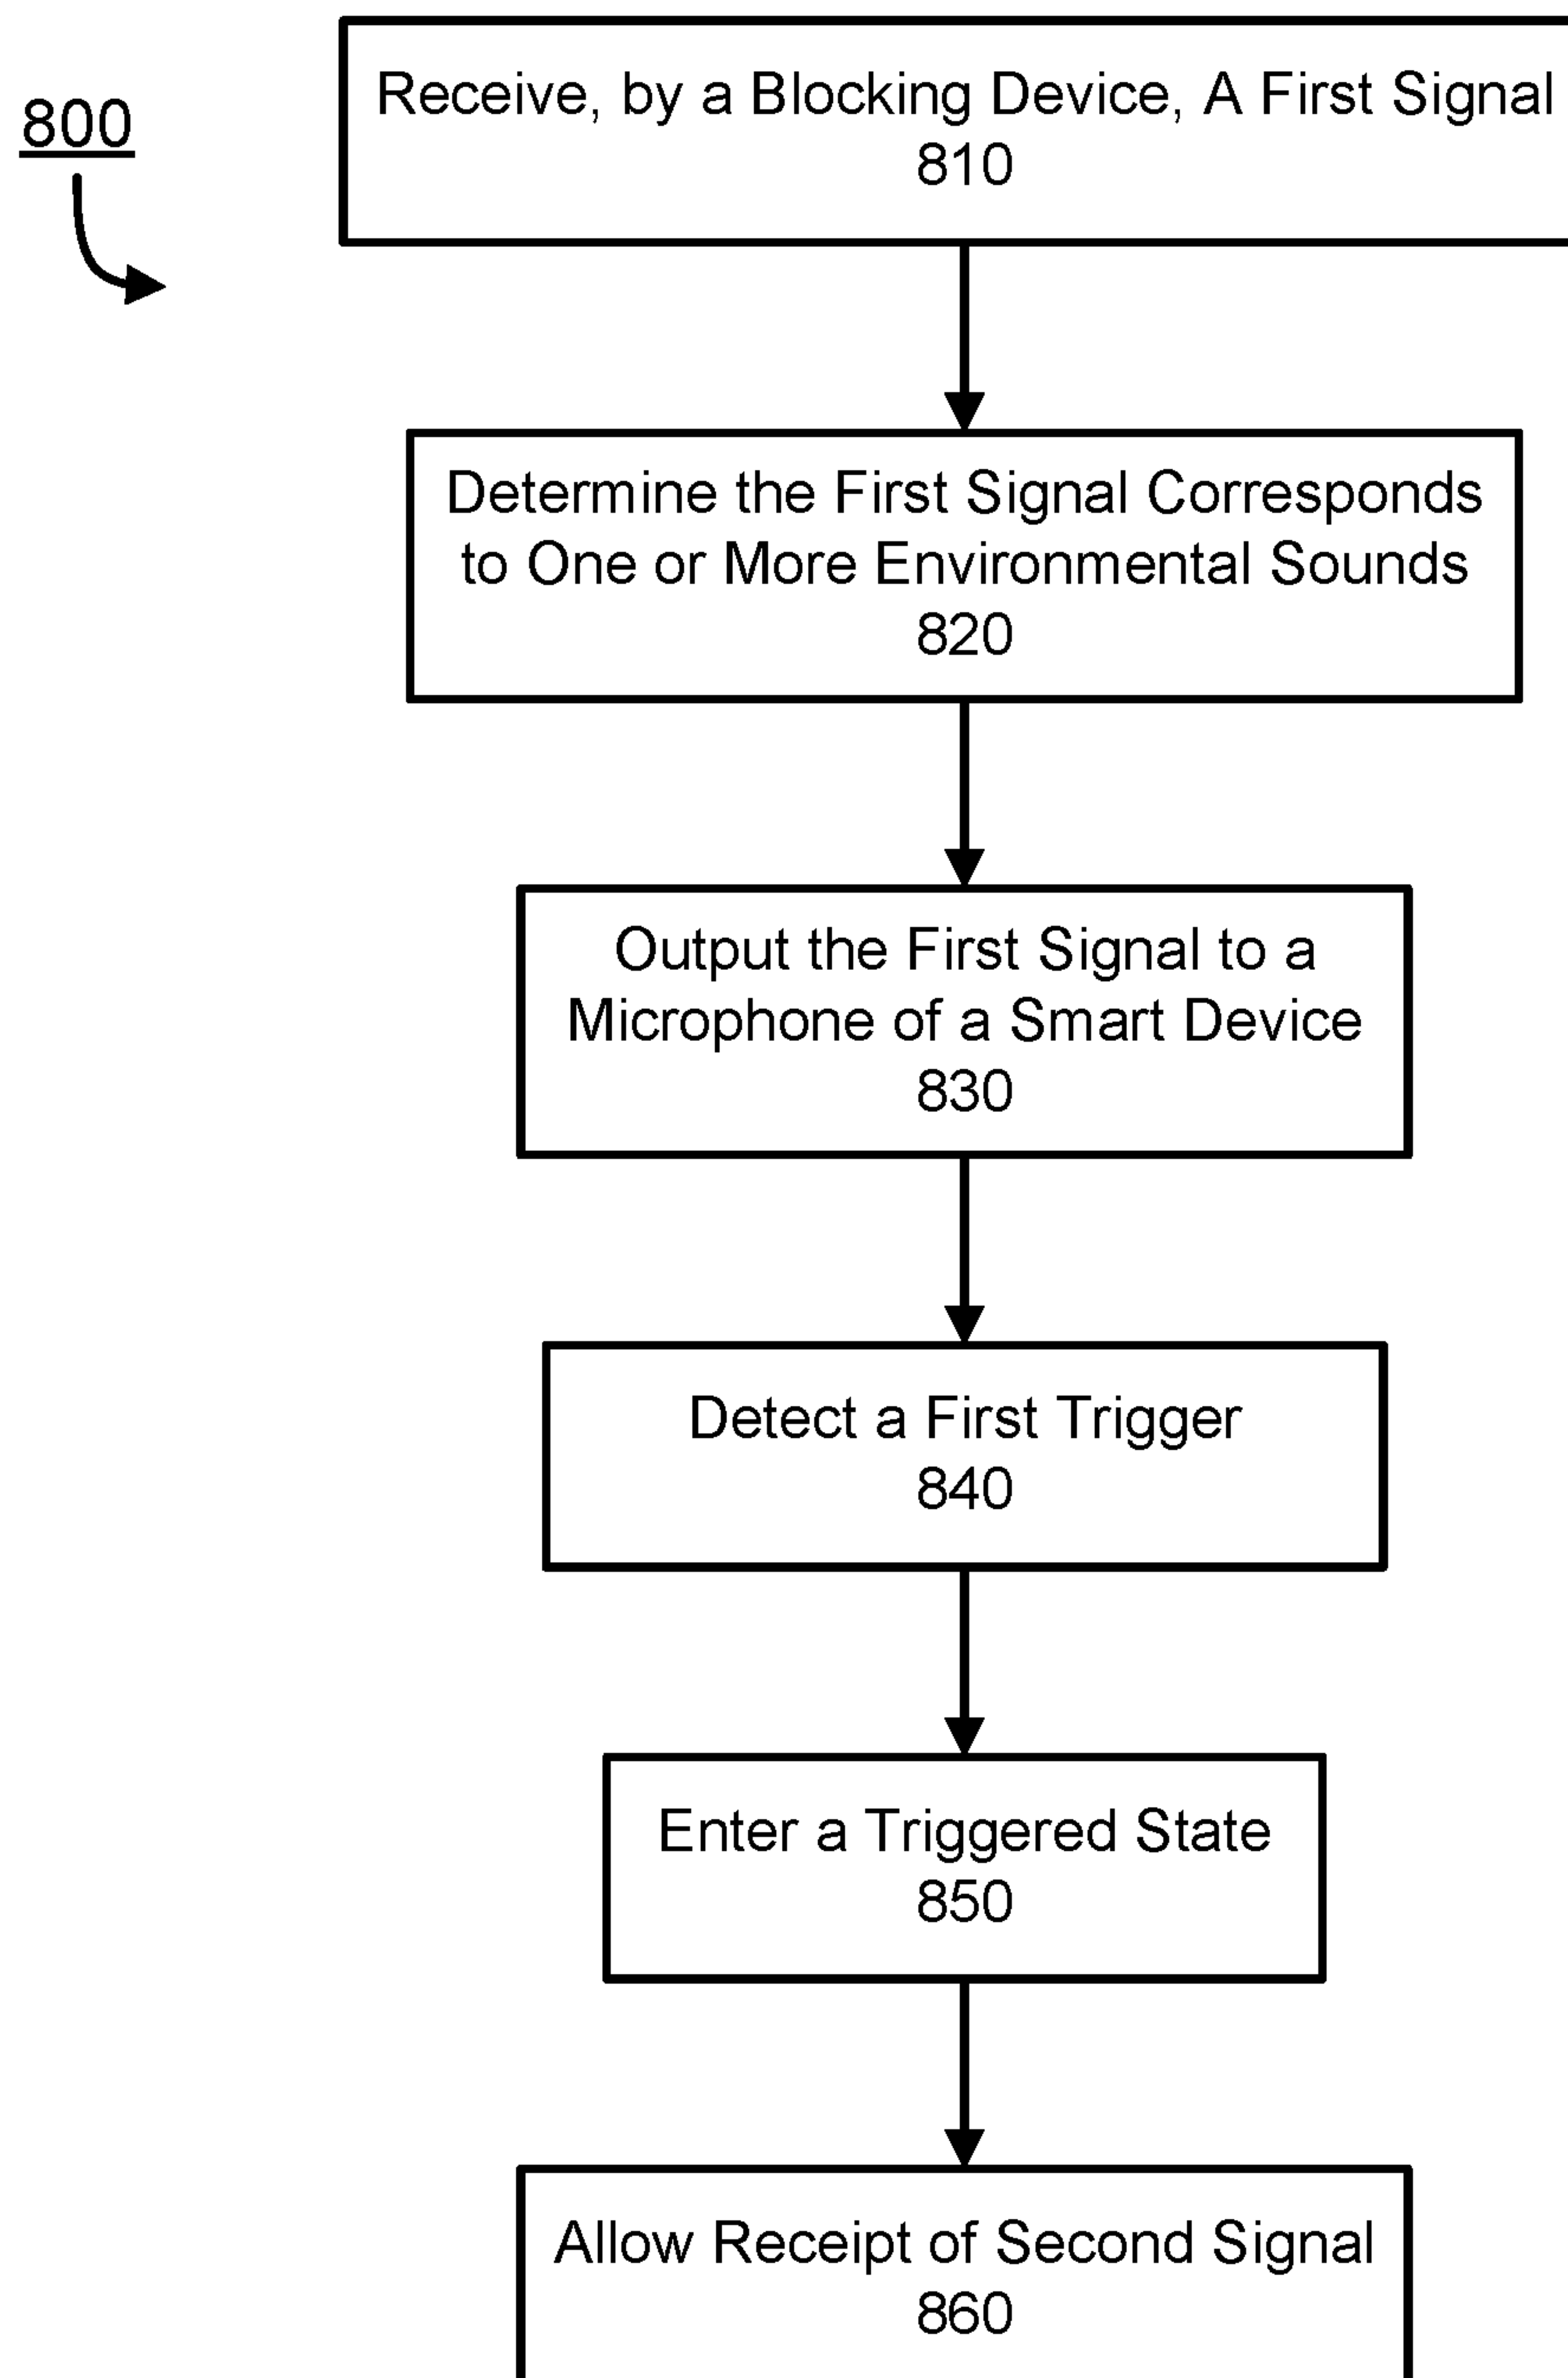 800
Receive, by a Blocking Device, A First Signal
810
Determine the First Signal Corresponds
to One or More Environmental Sounds
820
Output the First Signal to a
Microphone of a Smart Device
830
Detect a First Trigger
840
Enter a Triggered State
850
Allow Receipt of Second Signal
860